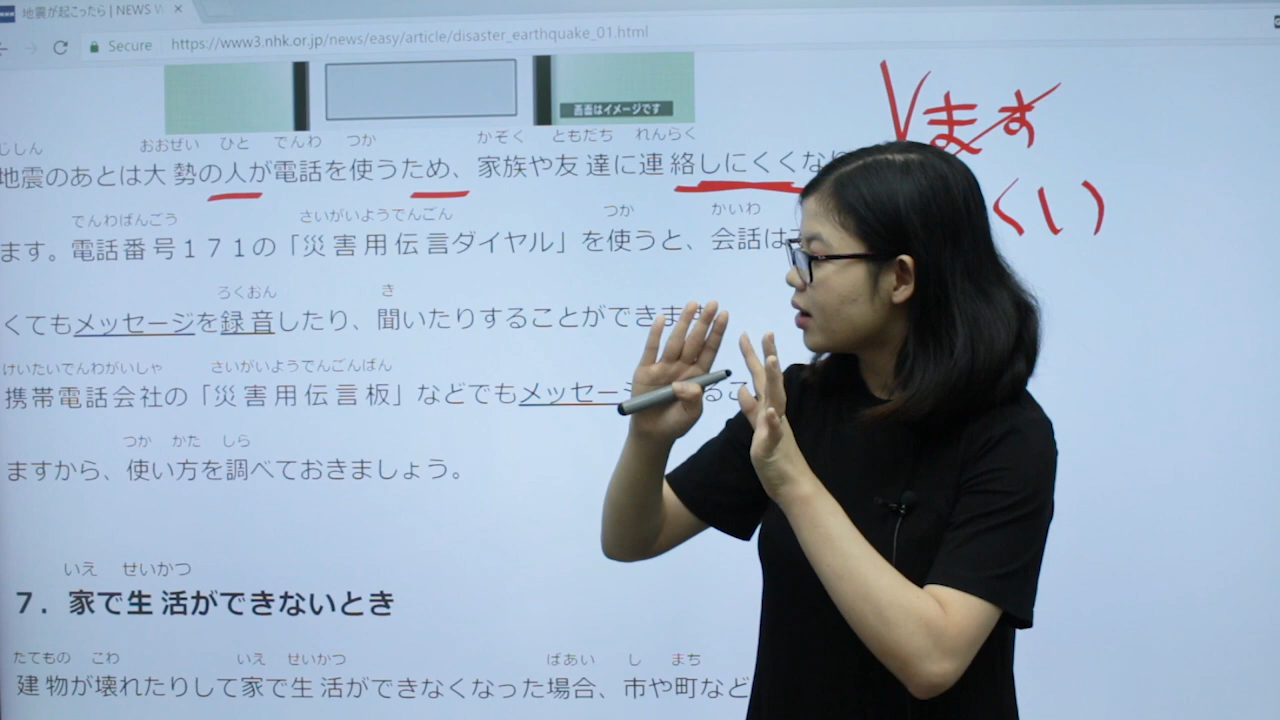 地震が起こったら | NEWS W
Secure https://www3.nhk.or.jp/news/easy/article/disaster_earthquake_01.html
画面はイメージです
Vます
じしん おおぜい ひと でんわ つか かぞく ともだち れんらく
地震のあとは大勢の人が電話を使うため、家族や友達に連絡しにくくな
くい
でんわばんごう さいがいようでんごん つか かいわ
ます。電話番号171の「災害用伝言ダイヤル」を使うと、会話は
ろくおん き
くてもメッセージを録音したり、聞いたりすることができま
けいたいでんわがいしゃ さいがいようでんごんばん
携帯電話会社の「災害用伝言板」などでもメッセー
つか かた しら
ますから、使い方を調べておきましょう。
いえ せいかつ
7. 家で生活ができないとき
たてもの こわ いえ せいかつ ばあい し まち
建物が壊れたりして家で生活ができなくなった場合、市や町など